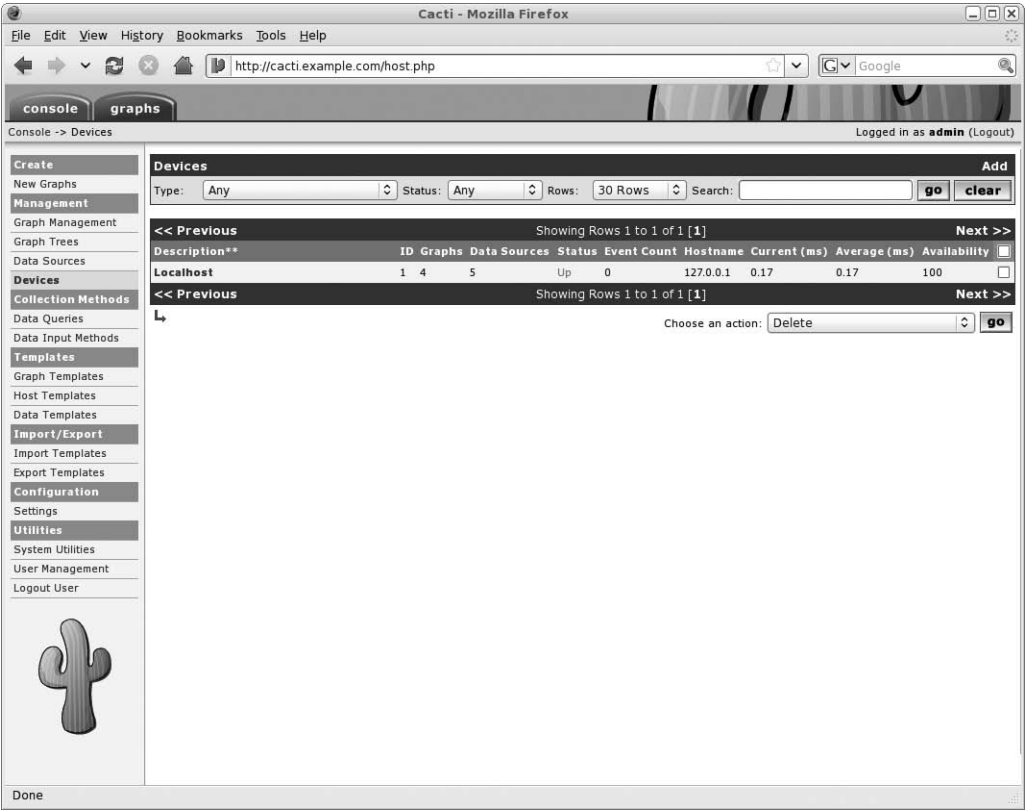 Cacti - Mozilla Firefox
File Edit View History Bookmarks Tools Help
http://cacti.example.com/host.php
G Google
console graphs
Console -> Devices
Logged in as admin (Logout)
Create
New Graphs
Management
Graph Management
Graph Trees
Data Sources
Devices
Collection Methods
Data Queries
Data Input Methods
Templates
Graph Templates
Host Templates
Data Templates
Import/Export
Import Templates
Export Templates
Configuration
Settings
Utilities
System Utilities
User Management
Logout User
Devices Add
Type: Any Status: Any Rows: 30 Rows Search: go clear
<< Previous Showing Rows 1 to 1 of 1 [1] Next >>
Description** ID Graphs Data Sources Status Event Count Hostname Current (ms) Average (ms) Availability
Localhost 1 4 5 Up 0 127.0.0.1 0.17 0.17 100
<< Previous Showing Rows 1 to 1 of 1 [1] Next >>
Choose an action: Delete go
Done